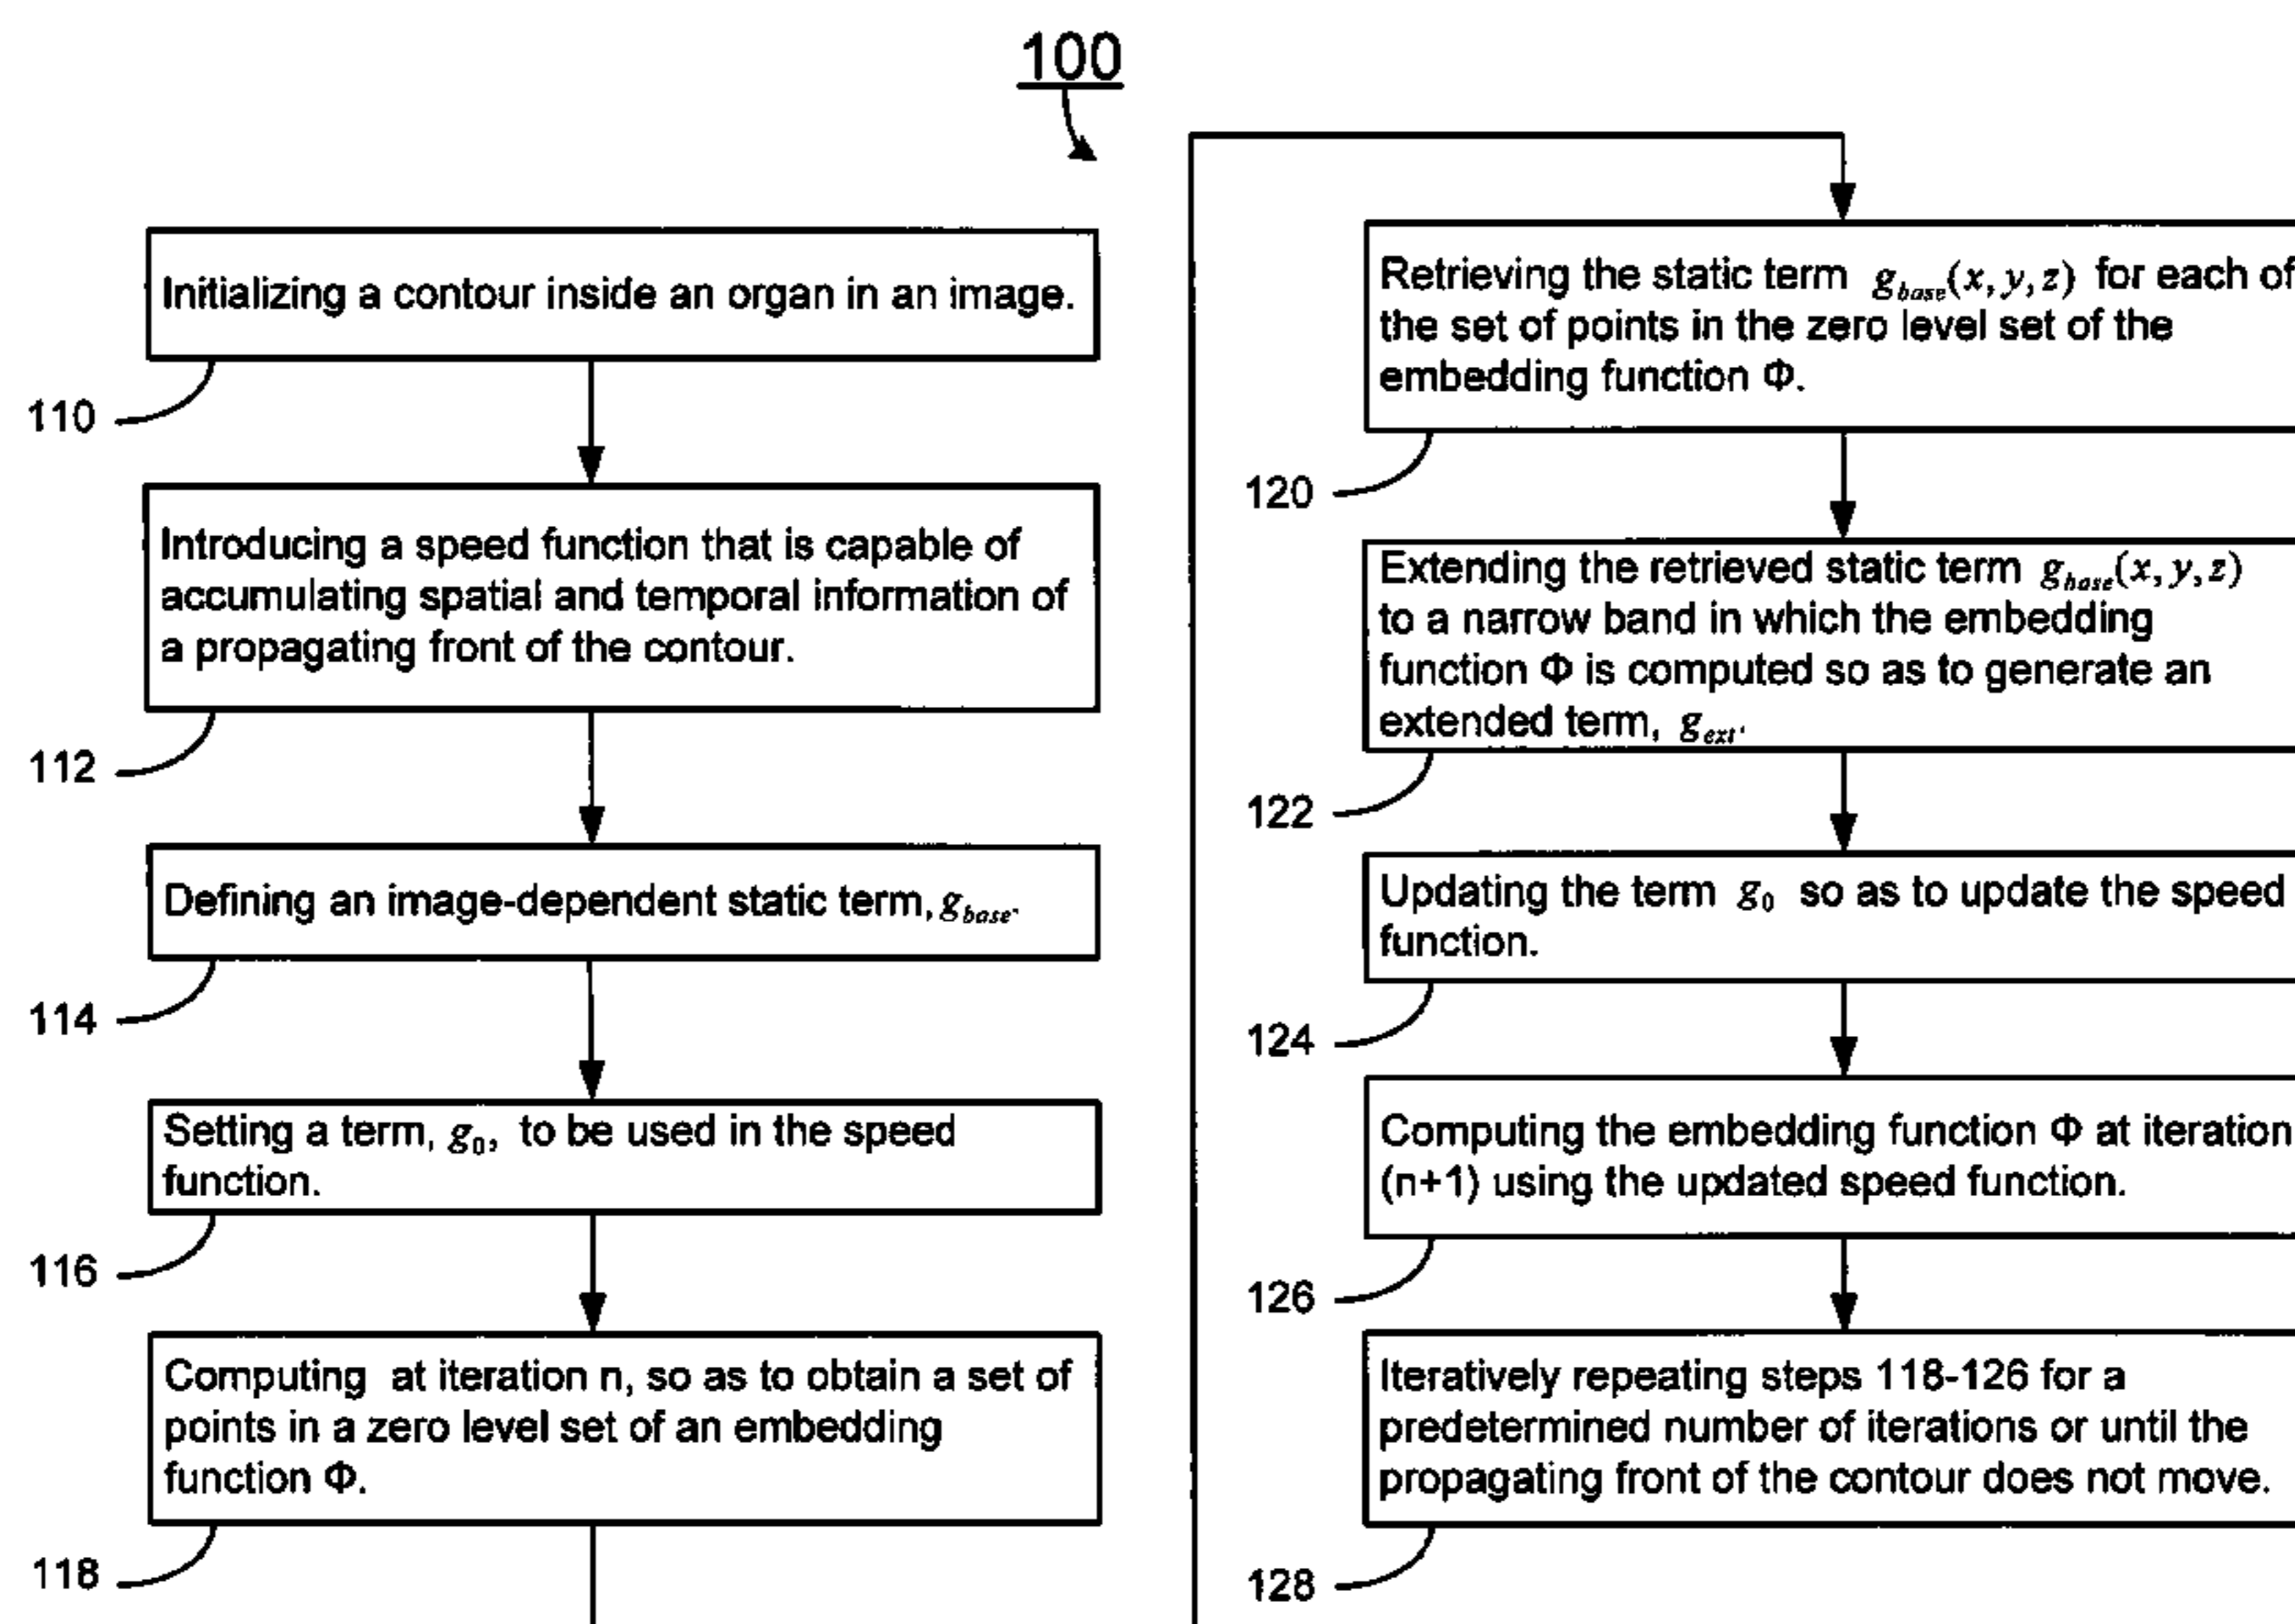 100
Initializing a contour inside an organ in an image.
110
Introducing a speed function that is capable of
accumulating spatial and temporal information of
a propagating front of the contour.
112
Defining an image-dependent static term, g_base.
114
Setting a term, g_0, to be used in the speed
function.
116
Computing at iteration n, so as to obtain a set of
points in a zero level set of an embedding
function Φ.
118
Retrieving the static term g_base(x, y, z) for each of
the set of points in the zero level set of the
embedding function Φ.
120
Extending the retrieved static term g_base(x, y, z)
to a narrow band in which the embedding
function Φ is computed so as to generate an
extended term, g_ext.
122
Updating the term g_0 so as to update the speed
function.
124
Computing the embedding function Φ at iteration
(n+1) using the updated speed function.
126
Iteratively repeating steps 118-126 for a
predetermined number of iterations or until the
propagating front of the contour does not move.
128